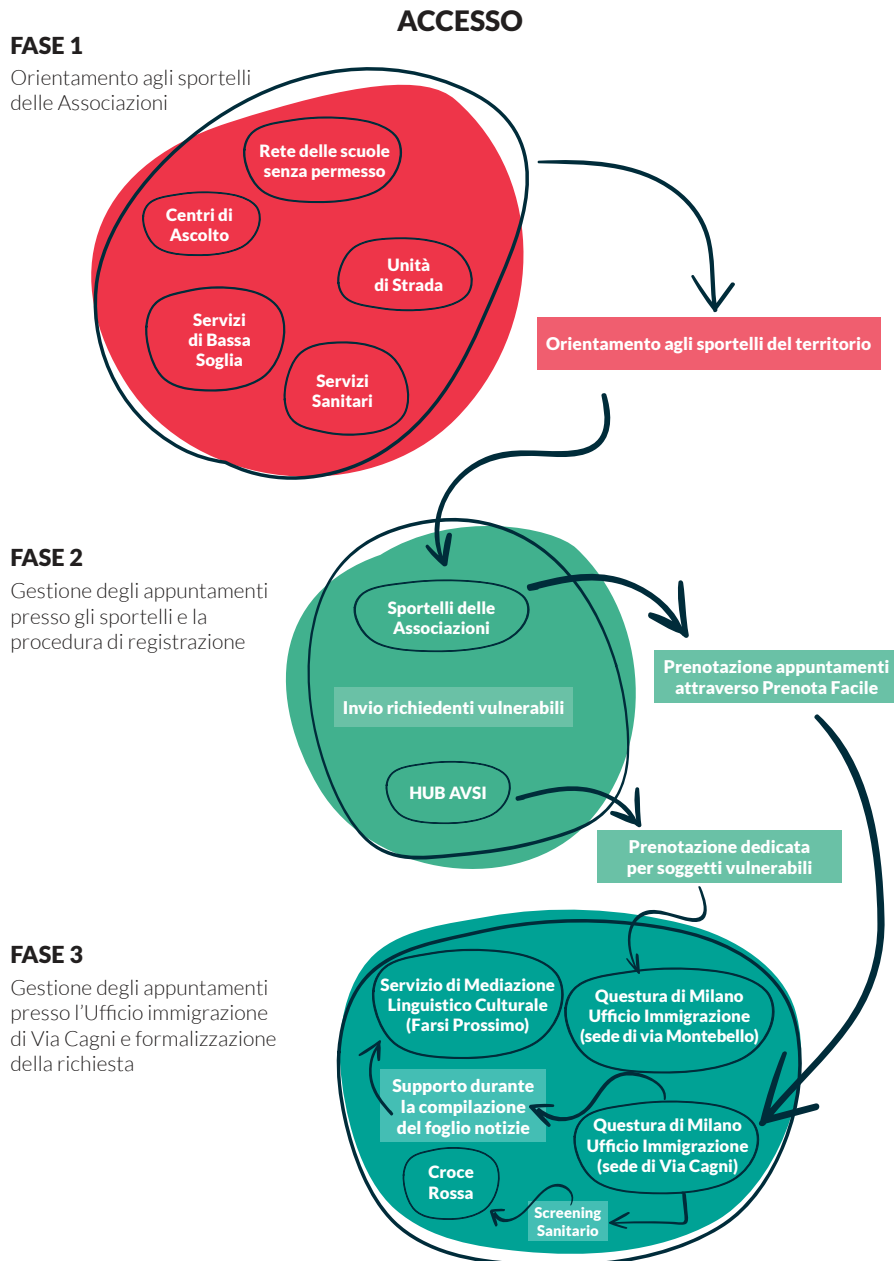 ACCESSO
FASE 1
Orientamento agli sportelli
delle Associazioni
Rete delle scuole
senza permesso
Centri di
Ascolto
Unità
di Strada
Servizi
di Bassa
Soglia
Servizi
Sanitari
Orientamento agli sportelli del territorio
FASE 2
Gestione degli appuntamenti
presso gli sportelli e la
procedura di registrazione
Sportelli delle
Associazioni
Prenotazione appuntamenti
attraverso Prenota Facile
Invio richiedenti vulnerabili
HUB AVSI
Prenotazione dedicata
per soggetti vulnerabili
FASE 3
Gestione degli appuntamenti
presso l’Ufficio immigrazione
di Via Cagni e formalizzazione
della richiesta
Servizio di Mediazione
Linguistico Culturale
(Farsi Prossimo)
Questura di Milano
Ufficio Immigrazione
(sede di via Montebello)
Supporto durante
la compilazione
del foglio notizie
Questura di Milano
Ufficio Immigrazione
(sede di Via Cagni)
Croce
Rossa
Screening
Sanitario